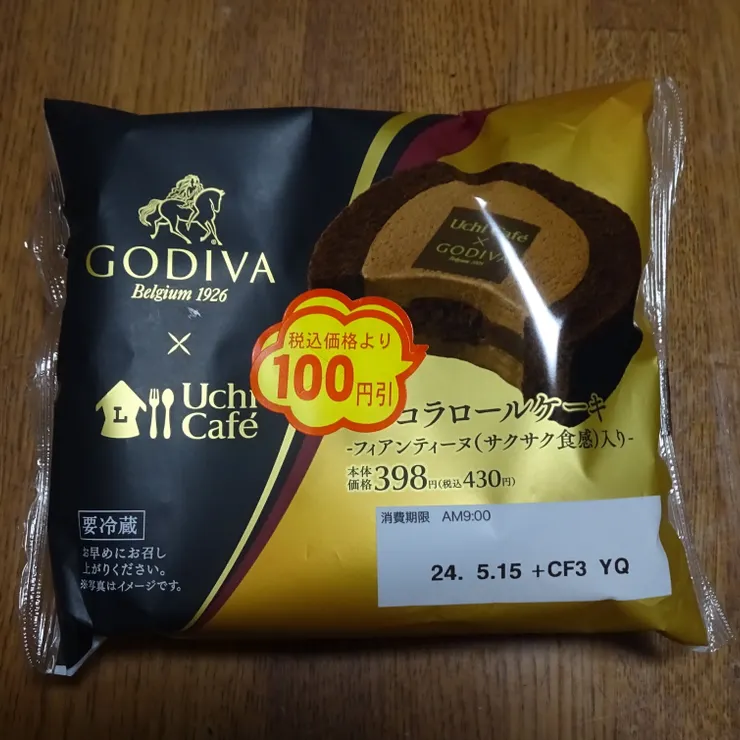 GODIVA
Belgium 1926
×
L
Uchi
Café
Uchi Café
×
GODIVA
Belgium 1926
税込価格より
100円引
コラロールケーキ
-フィアンティーヌ(サクサク食感)入り-
本体価格398円(税込430円)
消費期限 AM9:00
24. 5.15 +CF3 YQ
要冷蔵
お早めにお召し
上がりください。
※写真はイメージです。